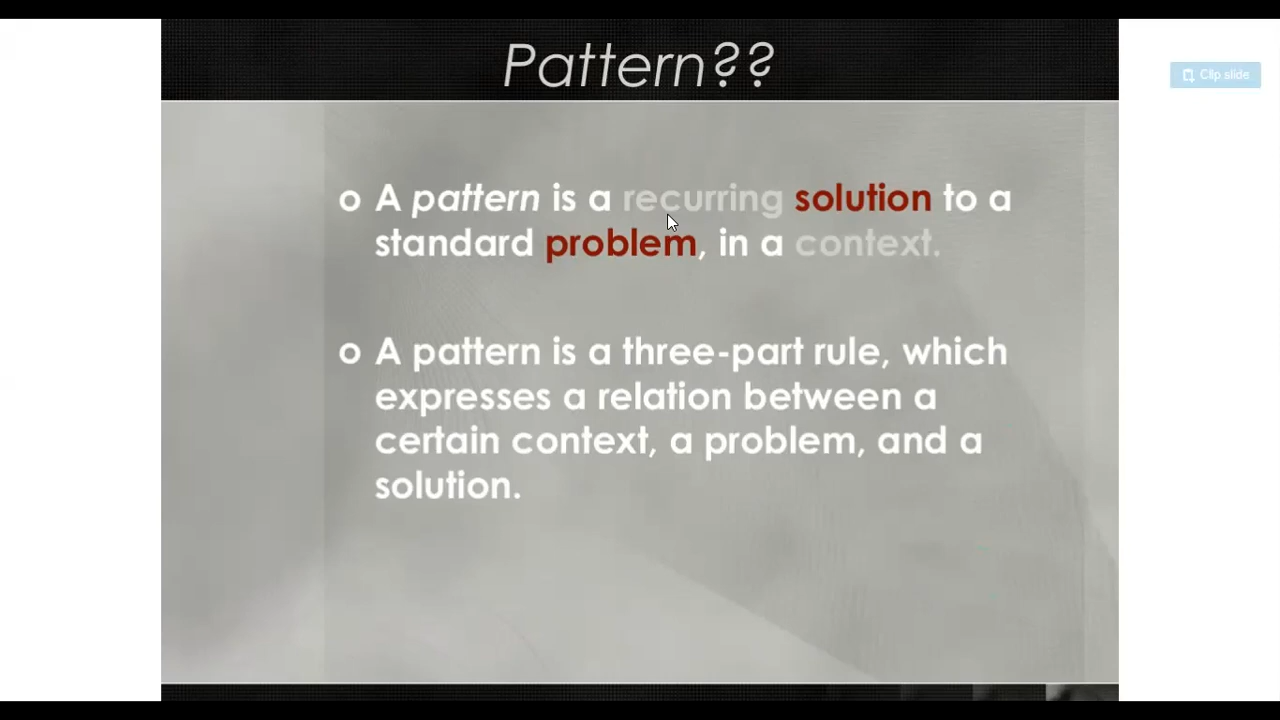 Pattern??
Clip slide
o A pattern is a recurring solution to a
standard problem, in a context.
o A pattern is a three-part rule, which
expresses a relation between a
certain context, a problem, and a
solution.